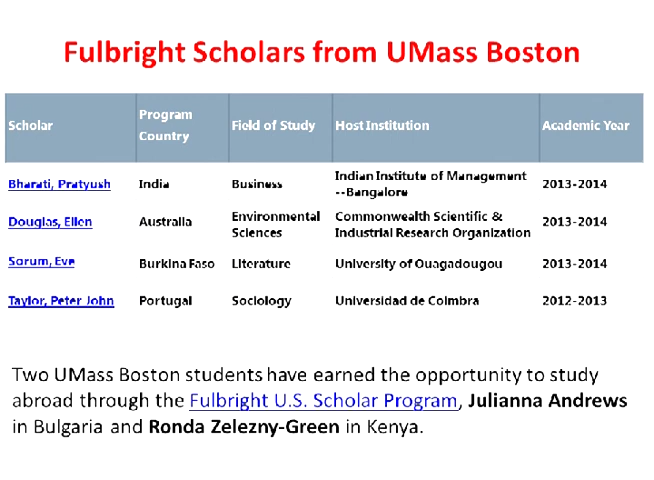 Fulbright Scholars from UMass Boston
Scholar Program Country Field of Study Host Institution Academic Year
Bharati, Pratyush India Business Indian Institute of Management --Bangalore 2013-2014
Douglas, Ellen Australia Environmental Sciences Commonwealth Scientific & Industrial Research Organization 2013-2014
Sorum, Eve Burkina Faso Literature University of Ouagadougou 2013-2014
Taylor, Peter John Portugal Sociology Universidad de Coimbra 2012-2013
Two UMass Boston students have earned the opportunity to study
abroad through the Fulbright U.S. Scholar Program, Julianna Andrews
in Bulgaria and Ronda Zelezny-Green in Kenya.